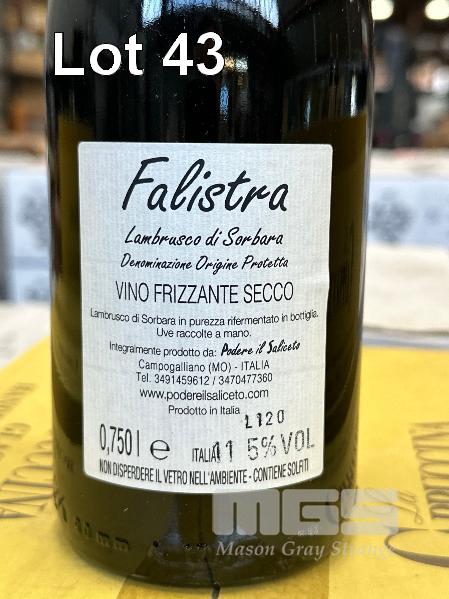 Lot 43
Falistra
Lambrusco di Sorbara
Denominazione Origine Protetta
VINO FRIZZANTE SECCO
Lambrusco di Sorbara in purezza rifermentato in bottiglia.
Uve raccolte a mano.
Integralmente prodotto da: Podere il Saliceto
Campogalliano (MO) - ITALIA
Tel. 3491459612 / 3470477360
www.podereilsaliceto.com
Prodotto in Italia
L120
0,750 l e ITALIA 11 5% VOL
NON DISPERDERE IL VETRO NELL'AMBIENTE - CONTIENE SOLFITI
MGS
Mason Gray Strange